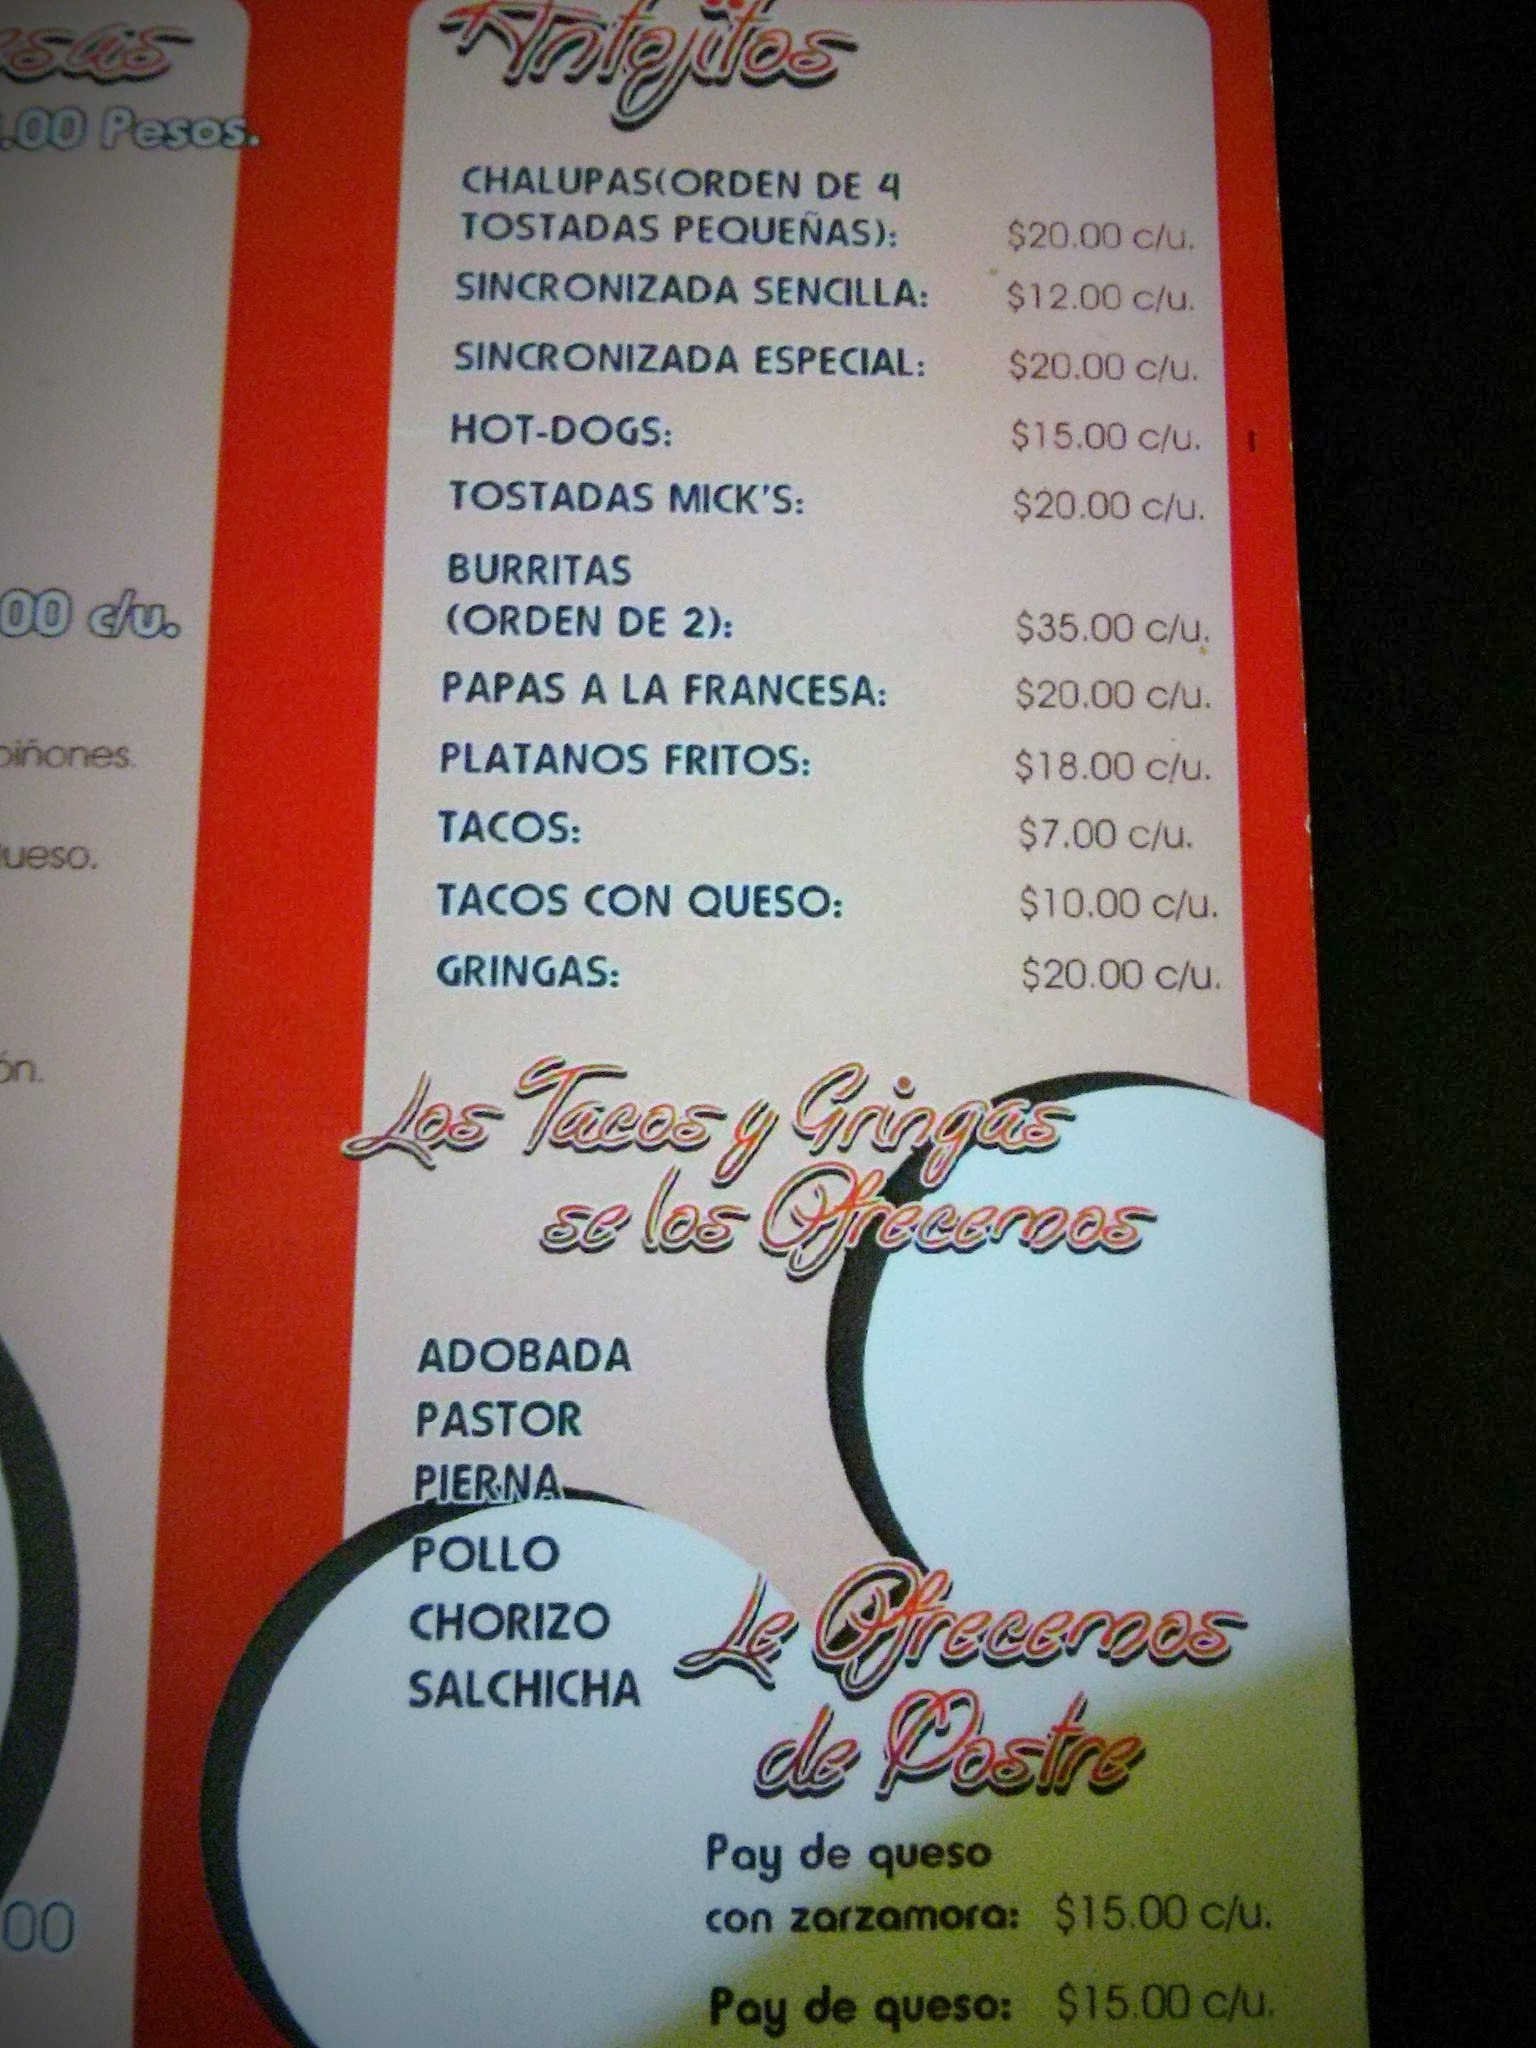 .00 Pesos.
00 c/u.
piñones.
ueso.
ón.
00
Antojitos
CHALUPAS(ORDEN DE 4
TOSTADAS PEQUEÑAS): $20.00 c/u.
SINCRONIZADA SENCILLA: $12.00 c/u.
SINCRONIZADA ESPECIAL: $20.00 c/u.
HOT-DOGS: $15.00 c/u.
TOSTADAS MICK'S: $20.00 c/u.
BURRITAS
(ORDEN DE 2): $35.00 c/u.
PAPAS A LA FRANCESA: $20.00 c/u.
PLATANOS FRITOS: $18.00 c/u.
TACOS: $7.00 c/u.
TACOS CON QUESO: $10.00 c/u.
GRINGAS: $20.00 c/u.
Los Tacos y Gringas
se los Ofrecemos
ADOBADA
PASTOR
PIERNA
POLLO
CHORIZO
SALCHICHA
Le Ofrecemos
de Postre
Pay de queso
con zarzamora: $15.00 c/u.
Pay de queso: $15.00 c/u.